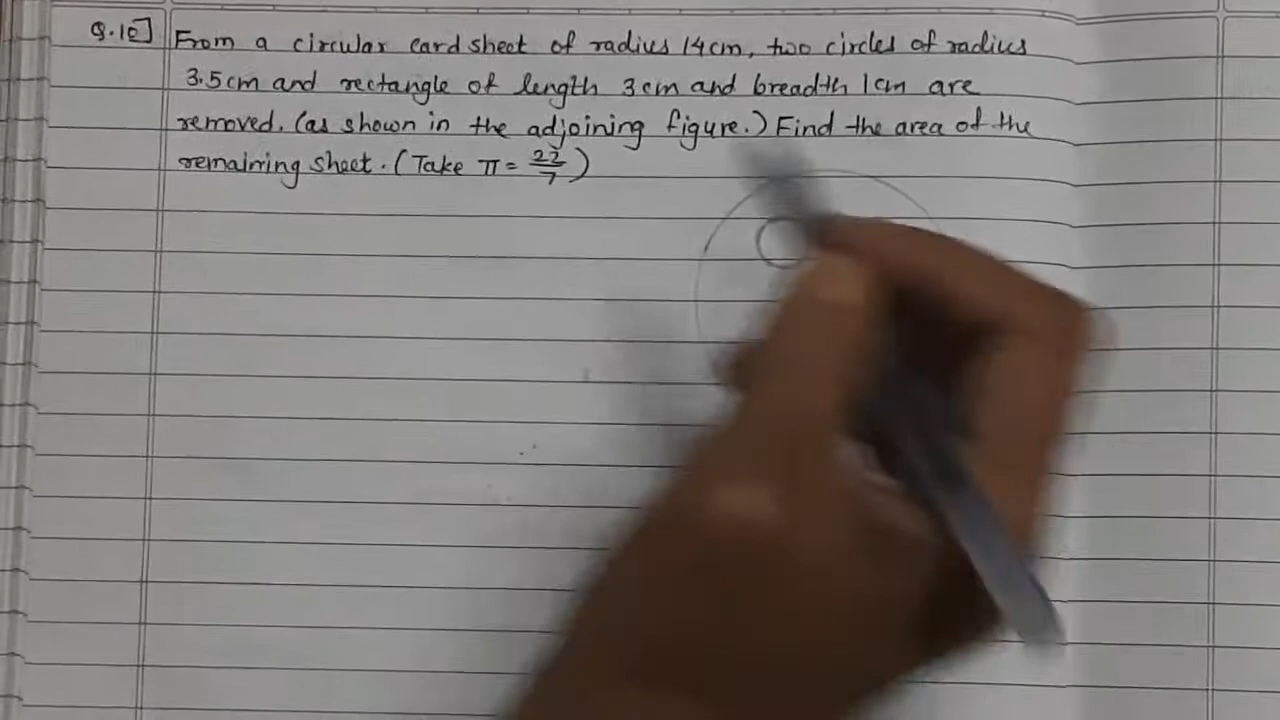 Q.10] From a circular card sheet of radius 14cm, two circles of radius
3.5cm and rectangle of length 3cm and breadth 1cm are
removed. (as shown in the adjoining figure.) Find the area of the
remaining sheet. (Take π = 22/7)